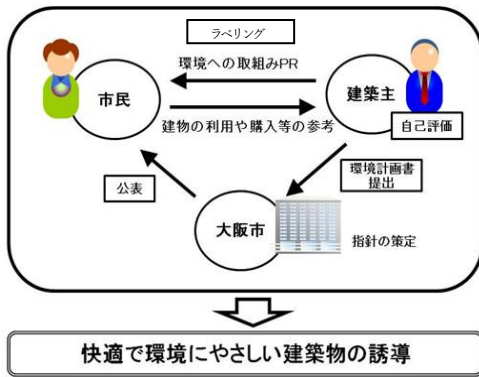 ラベリング
環境への取組みPR
市民
建築主
建物の利用や購入等の参考
自己評価
公表
環境計画書
提出
大阪市
指針の策定
快適で環境にやさしい建築物の誘導